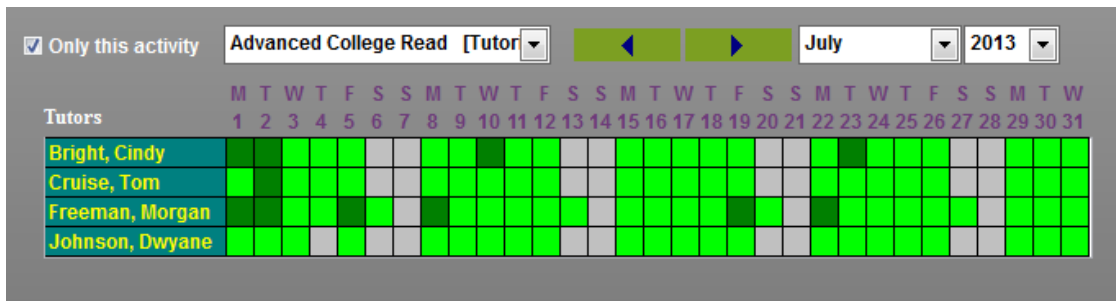 Only this activity Advanced College Read [Tutori July 2013
M T W T F S S M T W T F S S M T W T F S S M T W T F S S M T W
Tutors 1 2 3 4 5 6 7 8 9 10 11 12 13 14 15 16 17 18 19 20 21 22 23 24 25 26 27 28 29 30 31
Bright, Cindy
Cruise, Tom
Freeman, Morgan
Johnson, Dwyane